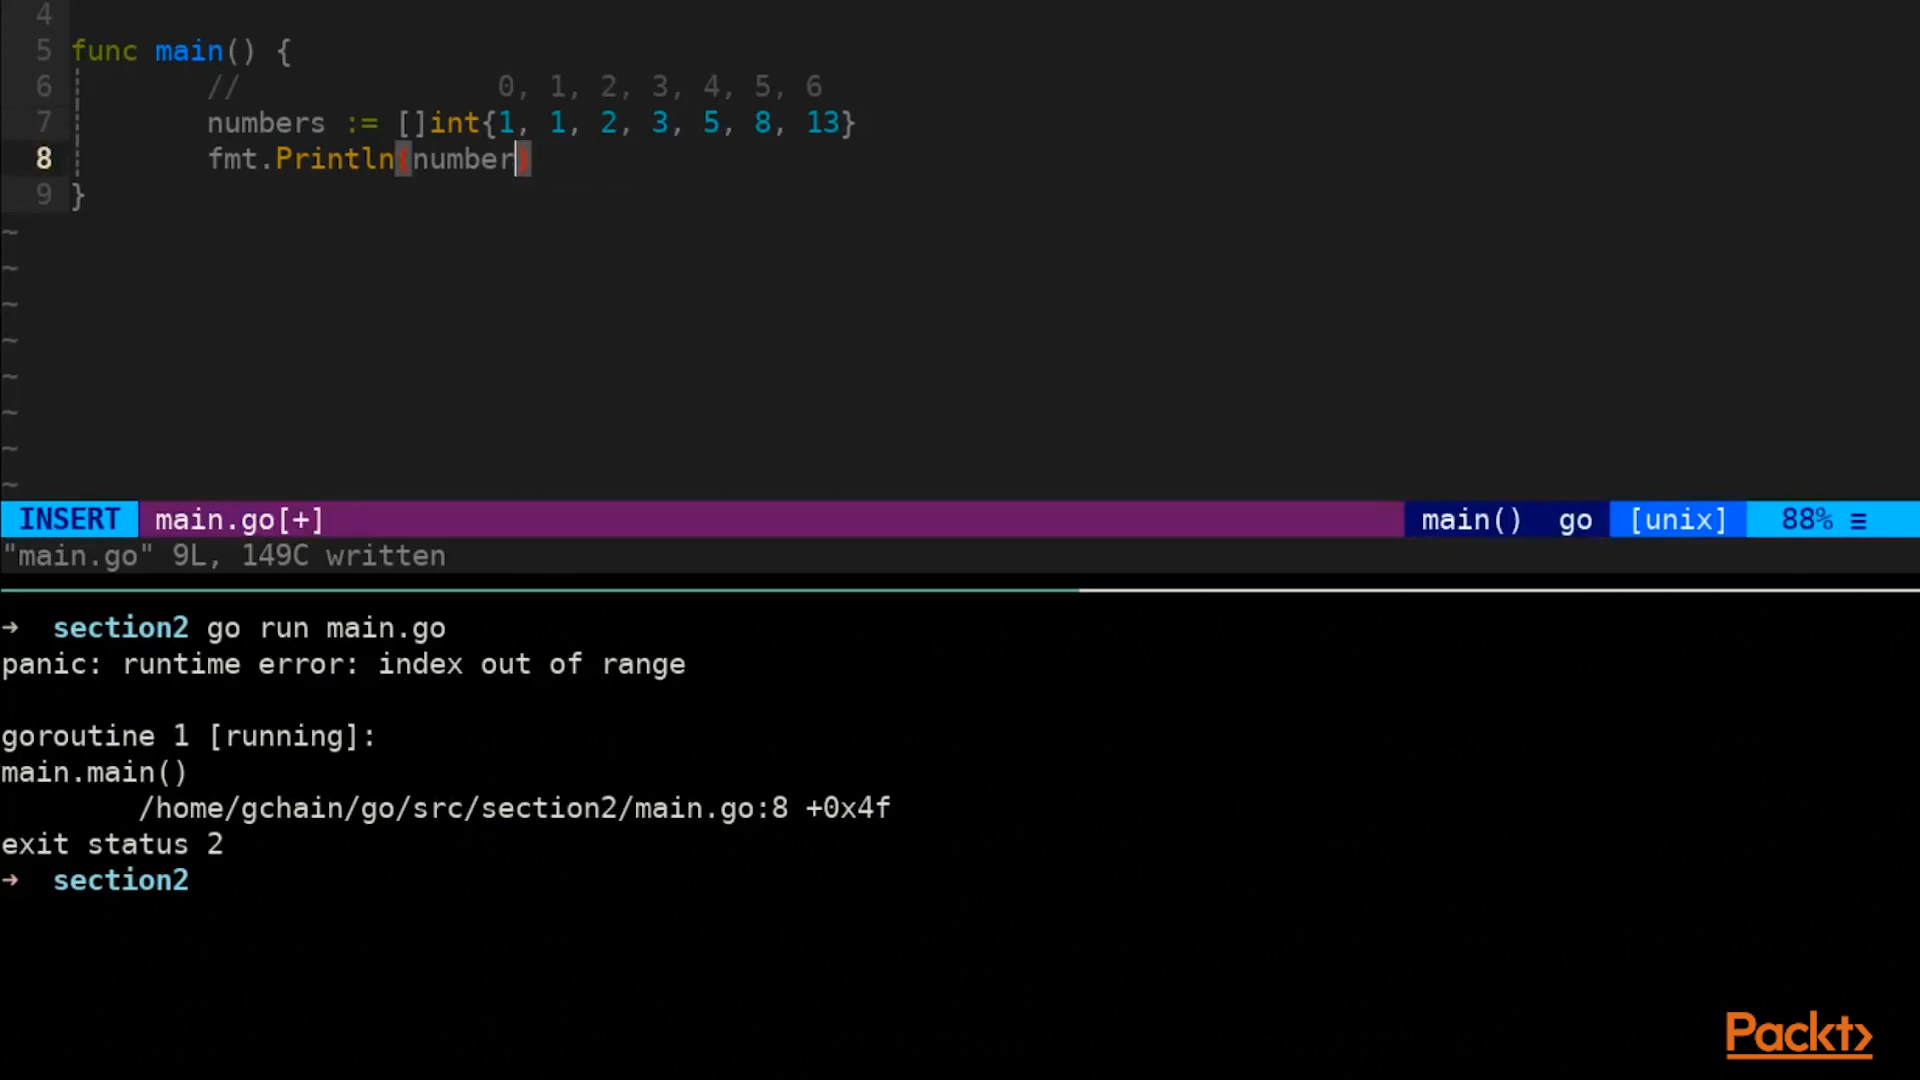 4
5 func main() {
6 // 0, 1, 2, 3, 4, 5, 6
7 numbers := []int{1, 1, 2, 3, 5, 8, 13}
8 fmt.Println(number)
9 }
~
~
~
~
~
~
~
~
INSERT main.go[+] main() go [unix] 88% ≡
"main.go" 9L, 149C written
→ section2 go run main.go
panic: runtime error: index out of range
goroutine 1 [running]:
main.main()
/home/gchain/go/src/section2/main.go:8 +0x4f
exit status 2
→ section2
Packt>